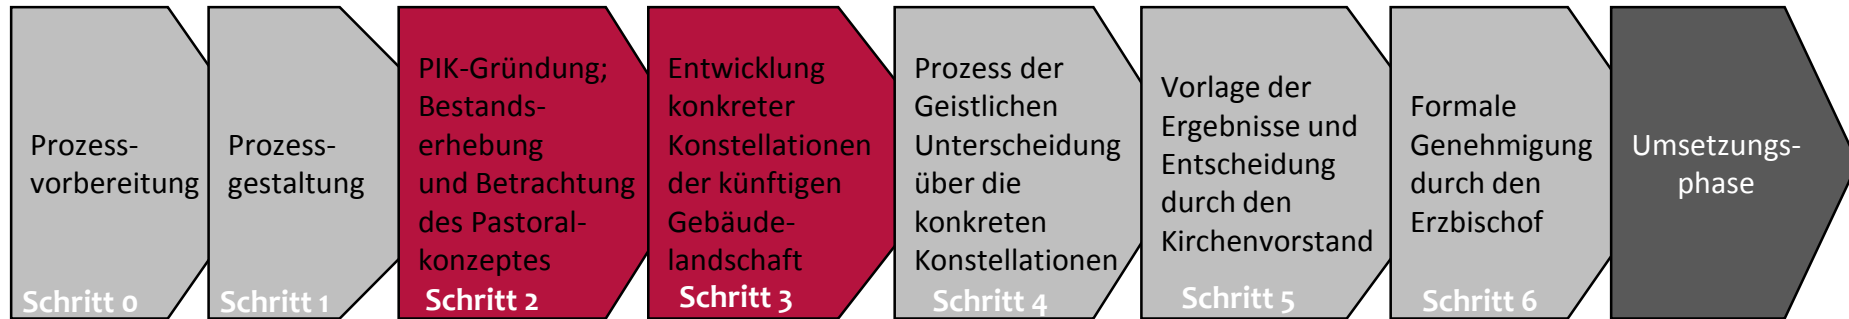 Prozess-
vorbereitung
Schritt 0
Prozess-
gestaltung
Schritt 1
PIK-Gründung;
Bestands-
erhebung
und Betrachtung
des Pastoral-
konzeptes
Schritt 2
Entwicklung
konkreter
Konstellationen
der künftigen
Gebäude-
landschaft
Schritt 3
Prozess der
Geistlichen
Unterscheidung
über die
konkreten
Konstellationen
Schritt 4
Vorlage der
Ergebnisse und
Entscheidung
durch den
Kirchenvorstand
Schritt 5
Formale
Genehmigung
durch den
Erzbischof
Schritt 6
Umsetzungs-
phase